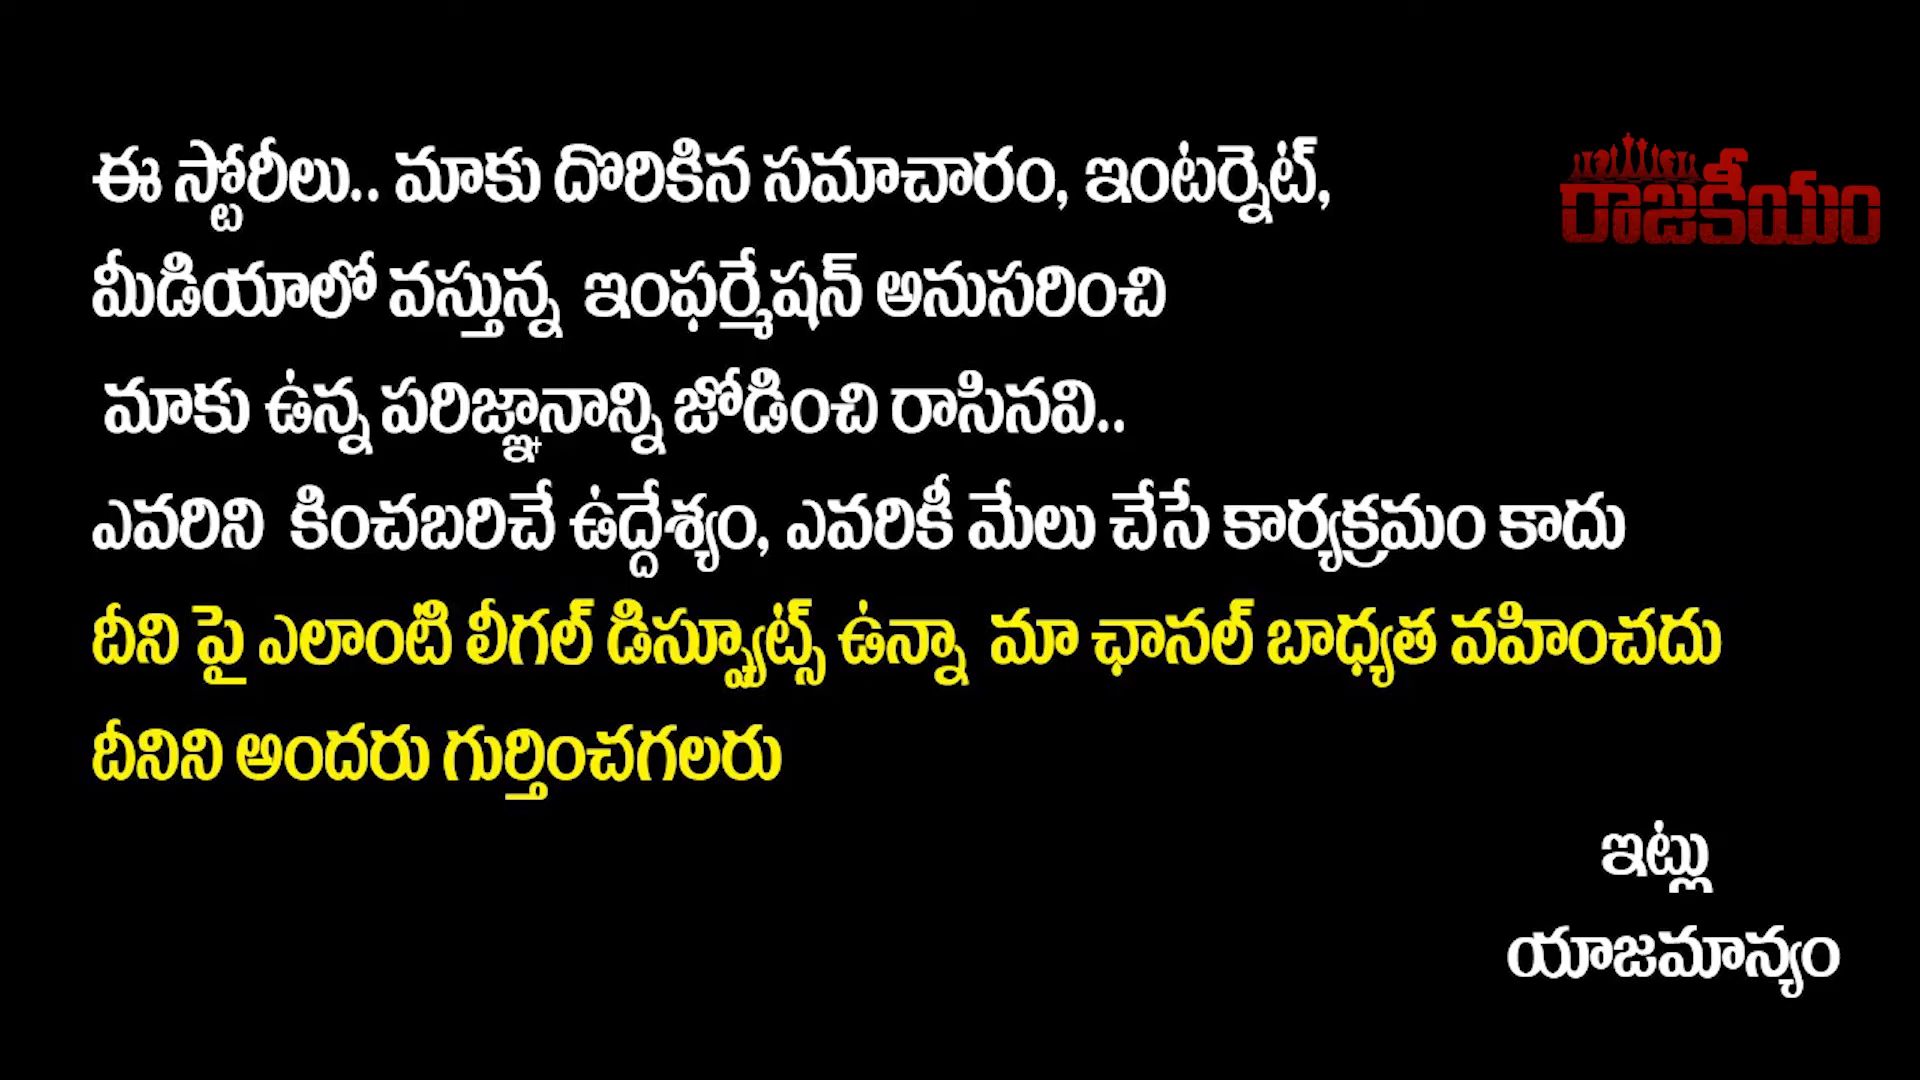 ఈ స్టోరీలు.. మాకు దొరికిన సమాచారం, ఇంటర్నెట్,
రాజకీయం
మీడియాలో వస్తున్న ఇంఫర్మేషన్ అనుసరించి
మాకు ఉన్న పరిజ్ఞానాన్ని జోడించి రాసినవి..
ఎవరిని కించబరిచే ఉద్దేశ్యం, ఎవరికీ మేలు చేసే కార్యక్రమం కాదు
దీని పై ఎలాంటి లీగల్ డిస్ప్యూట్స్ ఉన్నా మా ఛానల్ బాధ్యత వహించదు
దీనిని అందరు గుర్తించగలరు
ఇట్లు
యాజమాన్యం